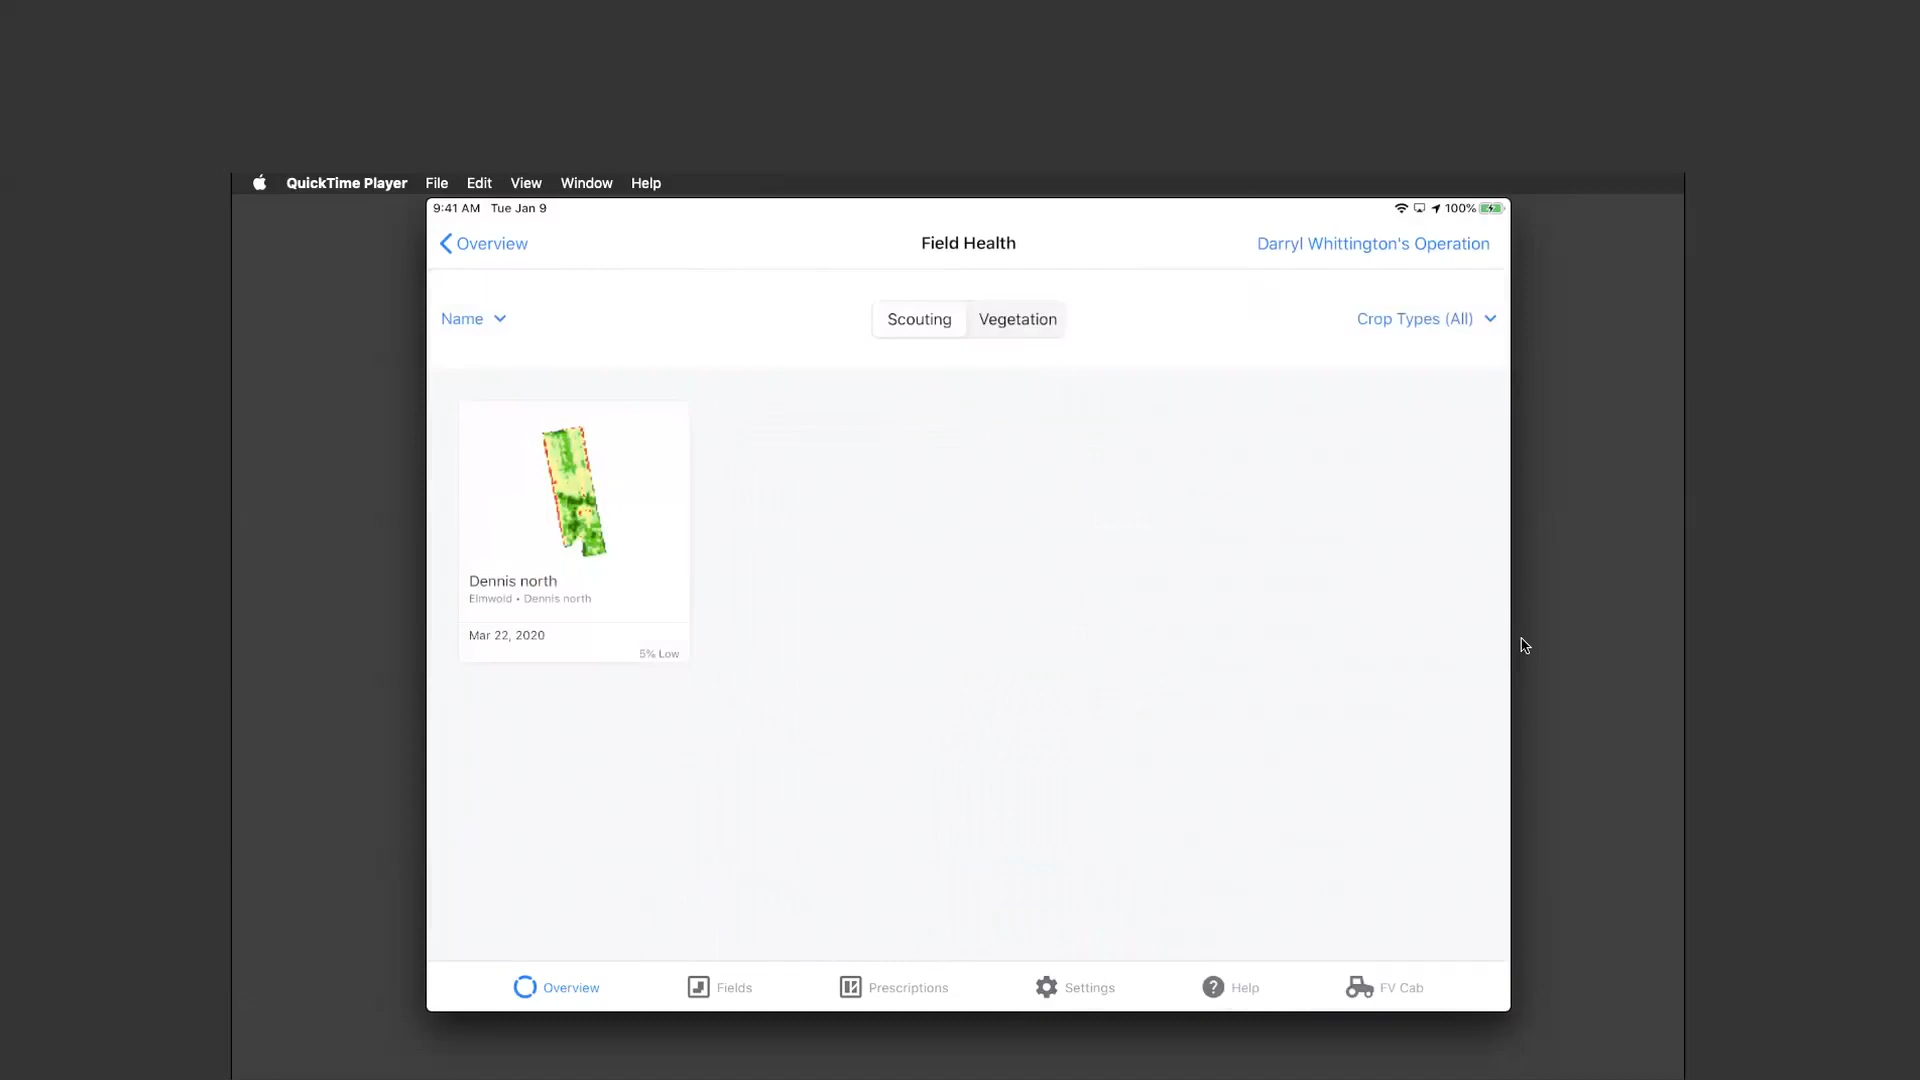 QuickTime Player File Edit View Window Help
9:41 AM Tue Jan 9 100%
Overview Field Health Darryl Whittington's Operation
Name Scouting Vegetation Crop Types (All)
Dennis north
Elmwold • Dennis north
Mar 22, 2020
5% Low
Overview Fields Prescriptions Settings Help FV Cab